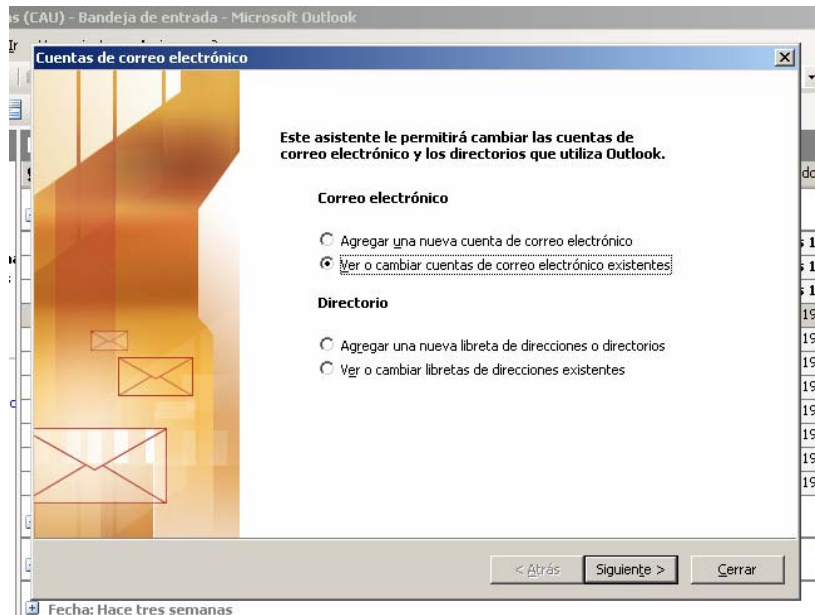 s (CAU) - Bandeja de entrada - Microsoft Outlook
Ir
Cuentas de correo electrónico
Este asistente le permitirá cambiar las cuentas de
correo electrónico y los directorios que utiliza Outlook.
Correo electrónico
Agregar una nueva cuenta de correo electrónico
Ver o cambiar cuentas de correo electrónico existentes
Directorio
Agregar una nueva libreta de direcciones o directorios
Ver o cambiar libretas de direcciones existentes
< Atrás
Siguiente >
Cerrar
Fecha: Hace tres semanas